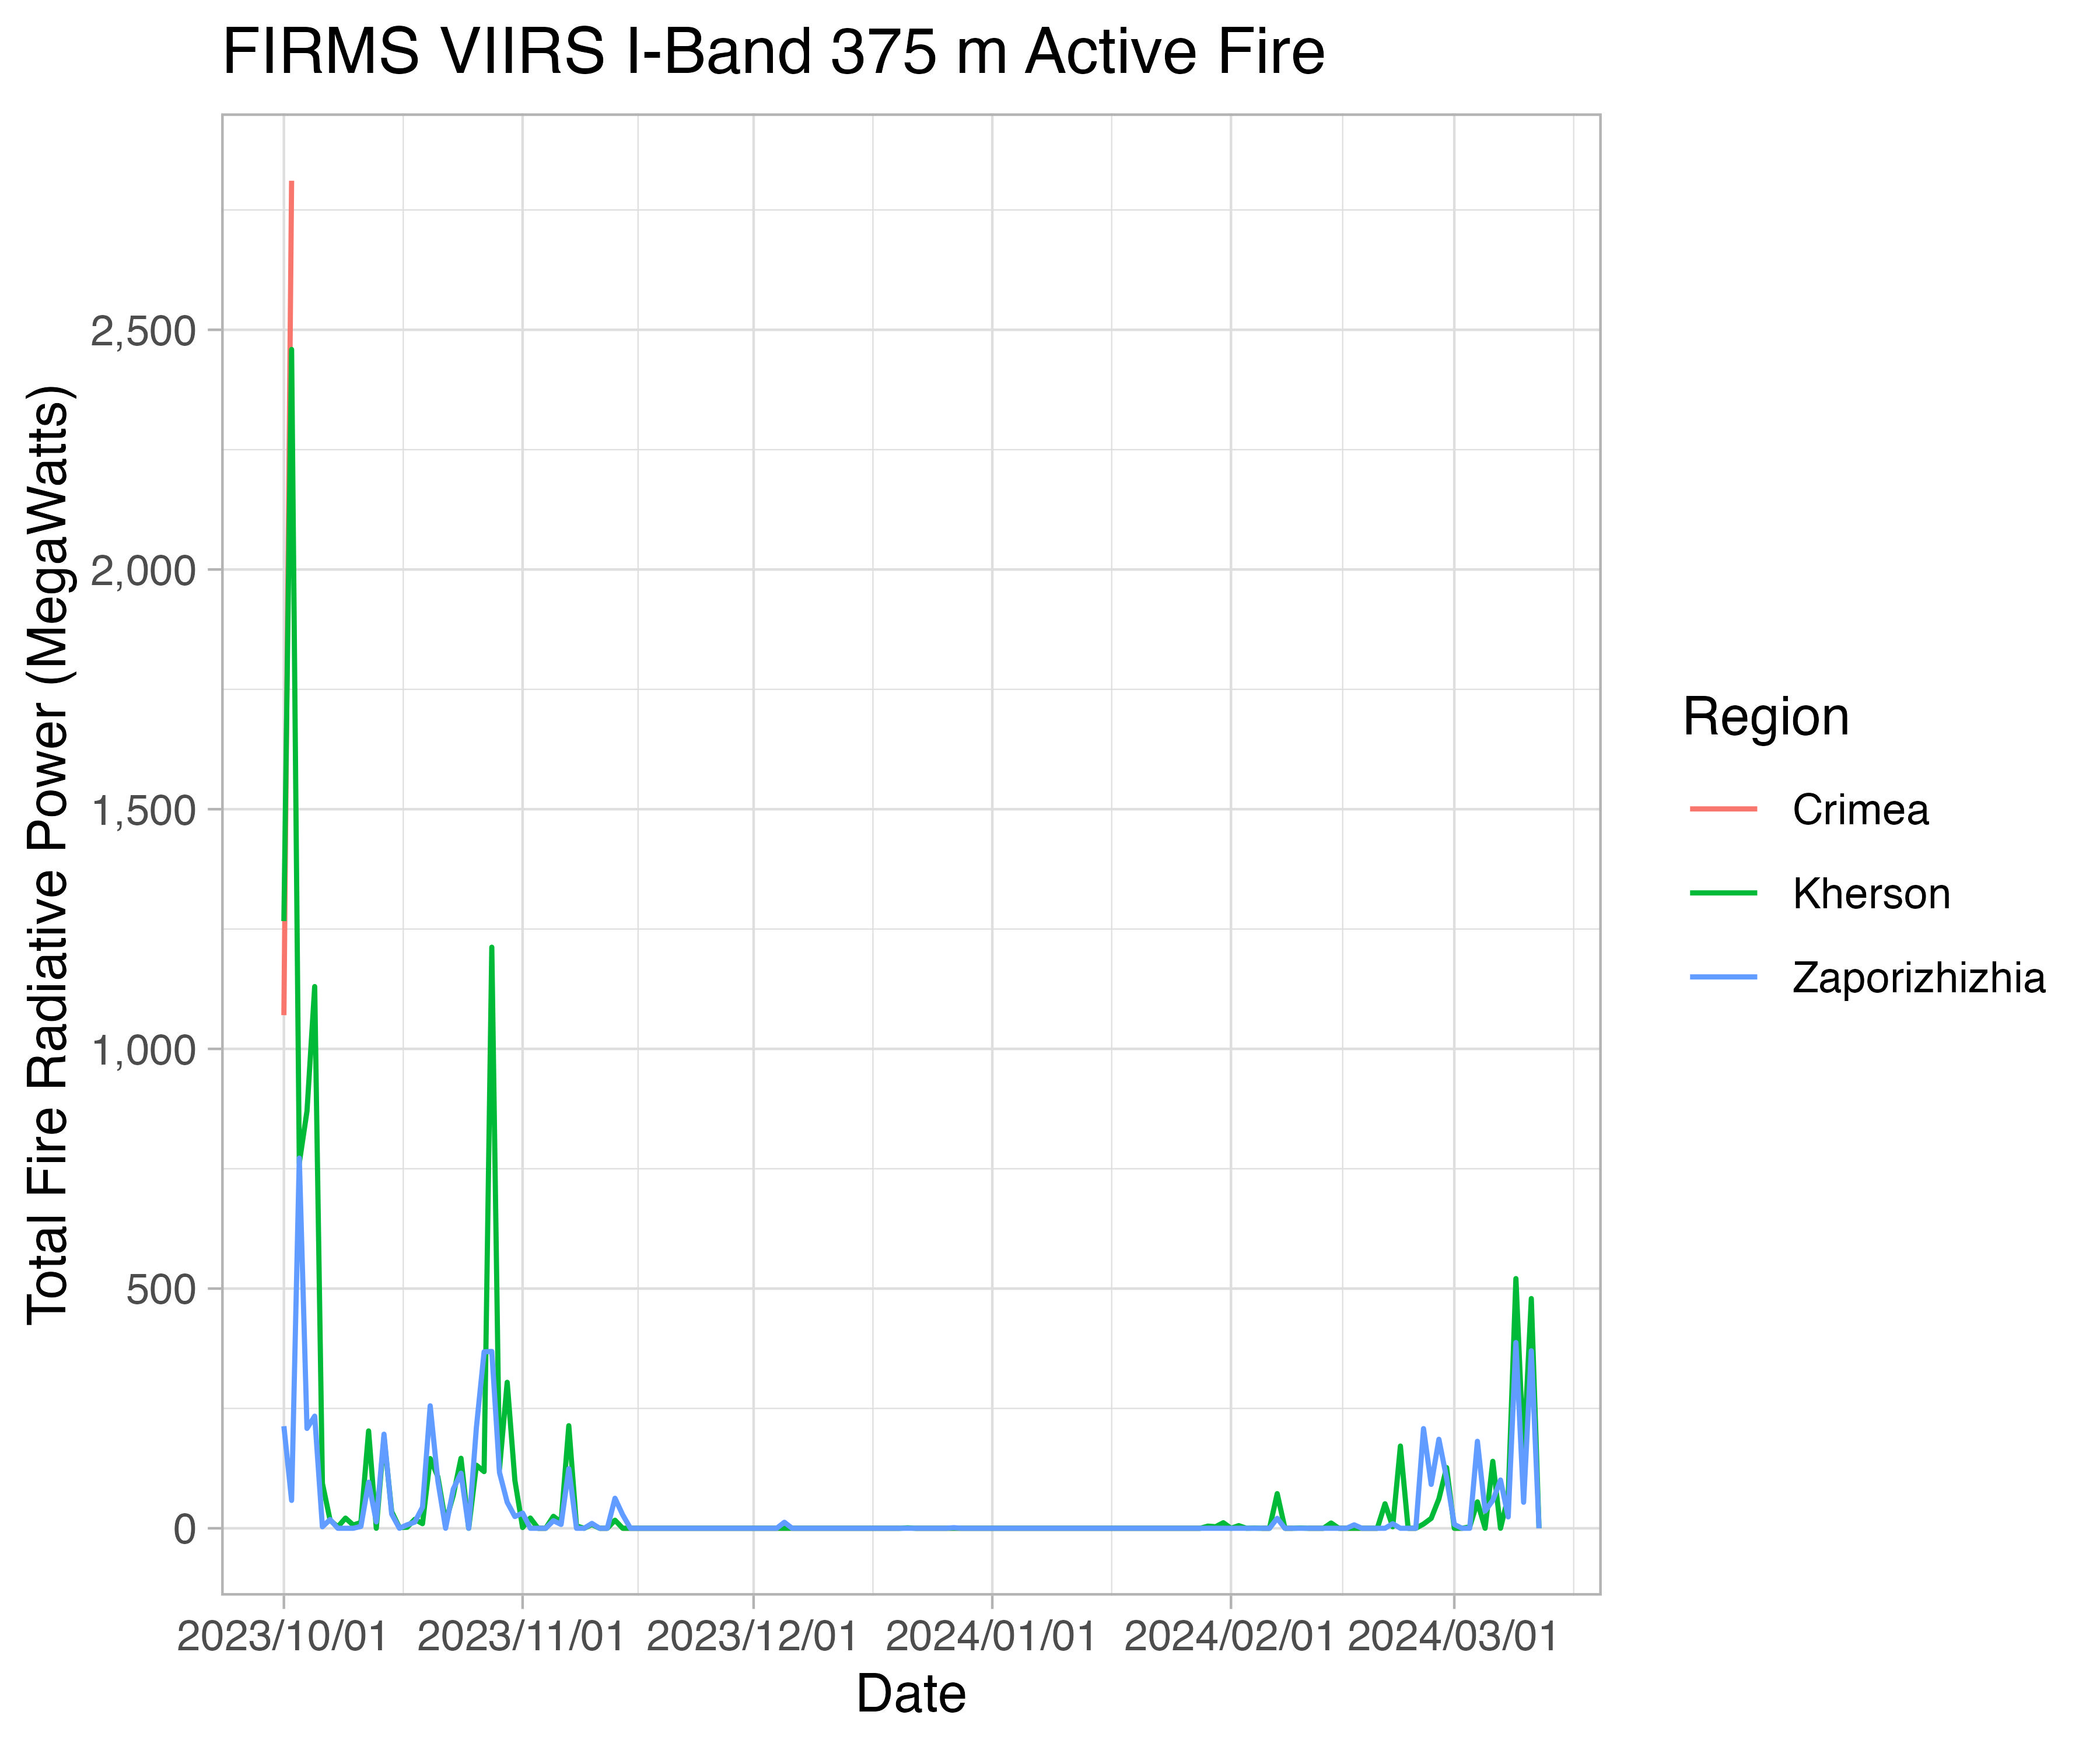 FIRMS VIIRS I-Band 375 m Active Fire
Total Fire Radiative Power (MegaWatts)
2,500
2,000
1,500
1,000
500
0
2023/10/01 2023/11/01 2023/12/01 2024/01/01 2024/02/01 2024/03/01
Date
Region
Crimea
Kherson
Zaporizhizhia